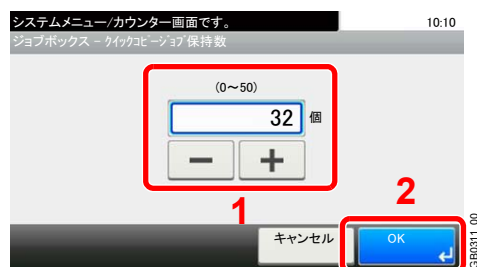 システムメニュー/カウンター画面です。
10:10
ジョブボックス - クイックコピージョブ保持数
(0～50)
32 個
－ ＋
1
2
キャンセル
OK
GB0311_00